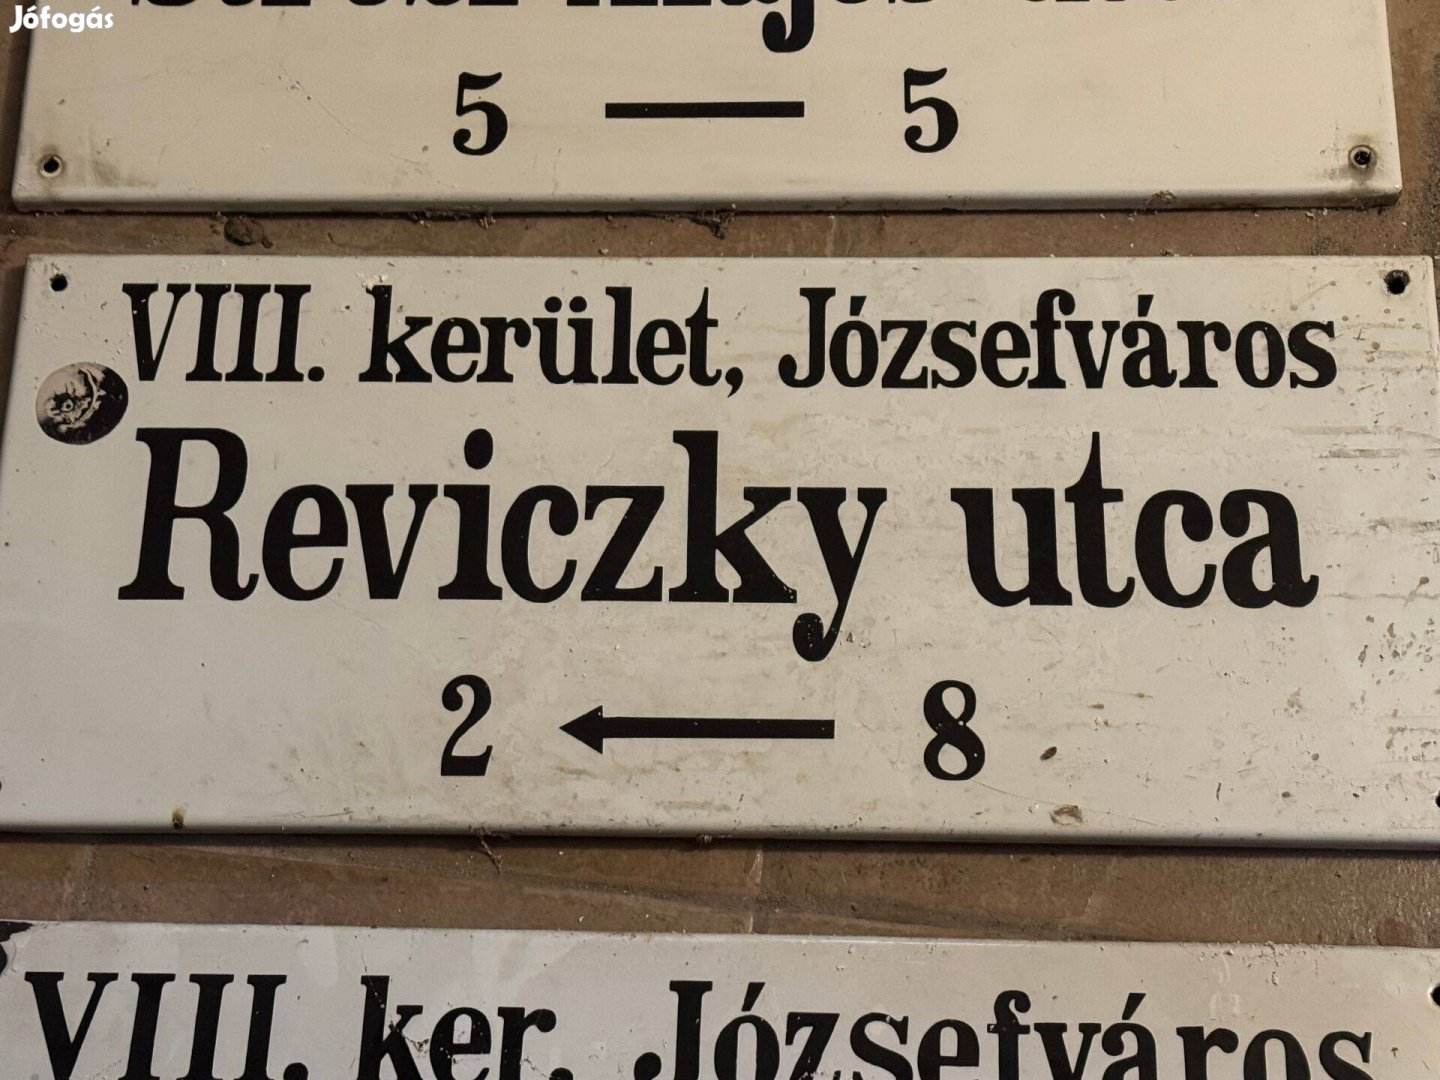 Jófogás
5 — 5
VIII. kerület, Józsefváros
Reviczky utca
2 ← 8
VIII. ker. Józsefváros